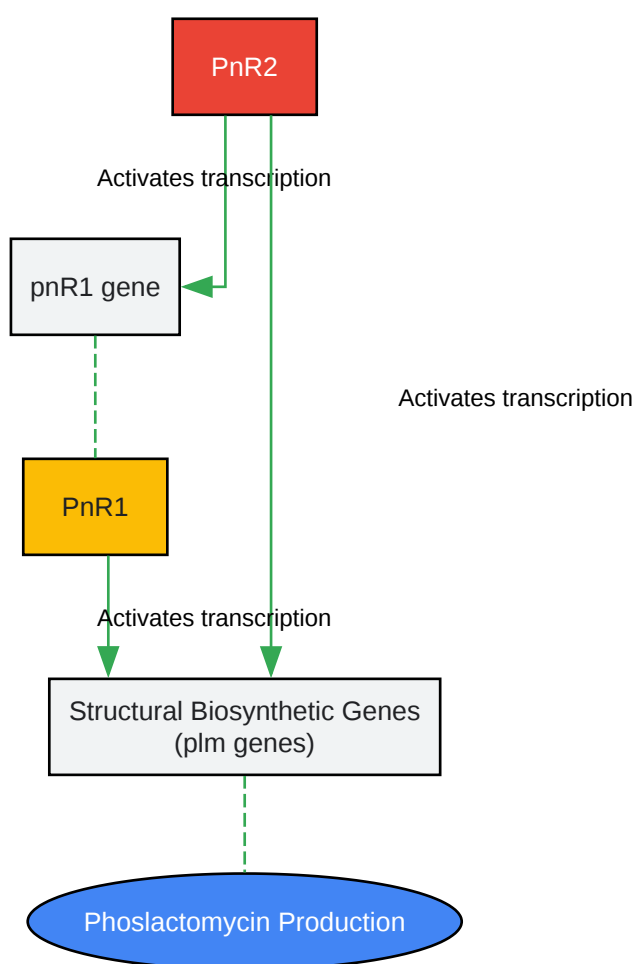 PnR2
Activates transcription
pnR1 gene
Activates transcription
PnR1
Activates transcription
Structural Biosynthetic Genes
(plm genes)
Phoslactomycin Production